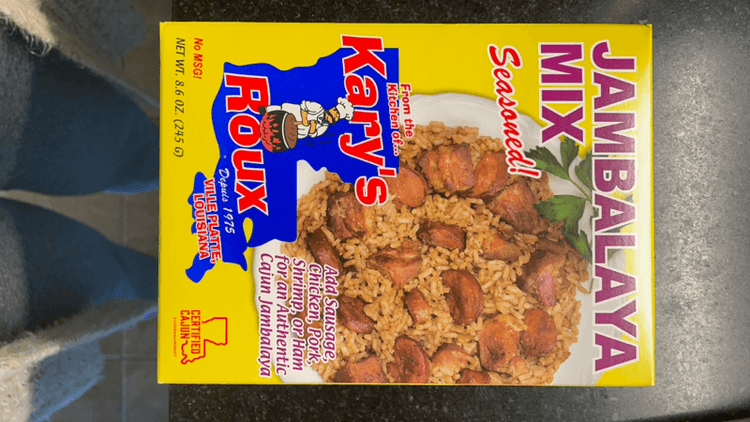 JAMBALAYA
MIX
Seasoned!
From the
Kitchen of...
Kary's
Roux
Depuis 1975
VILLE PLATTE,
LOUISIANA
No MSG!
NET WT. 8.6 OZ. (245 G)
Add Sausage,
Chicken, Pork,
Shrimp, or Ham
for an Authentic
Cajun Jambalaya
CERTIFIED
CAJUN